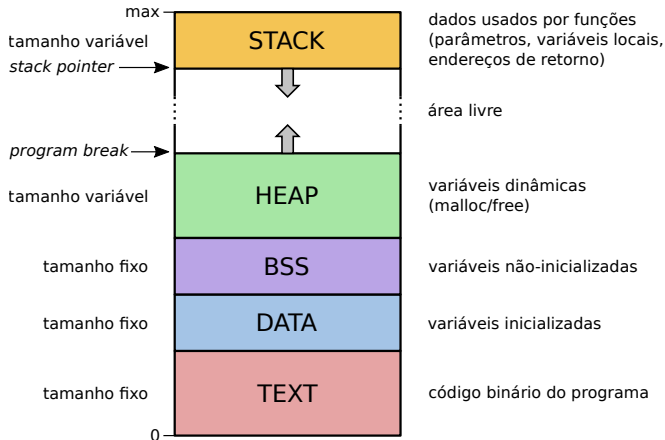 max
STACK
dados usados por funções
(parâmetros, variáveis locais,
endereços de retorno)
tamanho variável
stack pointer
área livre
program break
HEAP
tamanho variável
variáveis dinâmicas
(malloc/free)
tamanho fixo
BSS
variáveis não-inicializadas
tamanho fixo
DATA
variáveis inicializadas
tamanho fixo
TEXT
código binário do programa
0